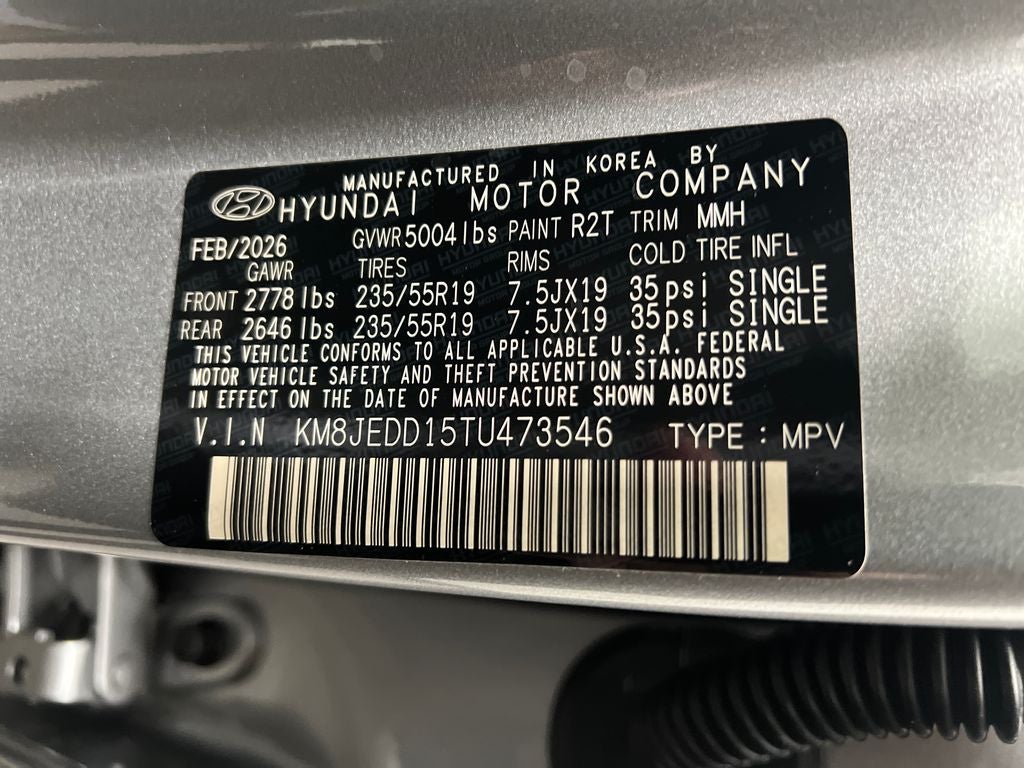 MANUFACTURED IN KOREA BY
HYUNDAI MOTOR COMPANY
FEB/2026 GVWR 5004lbs PAINT R2T TRIM MMH
GAWR TIRES RIMS COLD TIRE INFL
FRONT 2778 lbs 235/55R19 7.5JX19 35psi SINGLE
REAR 2646 lbs 235/55R19 7.5JX19 35psi SINGLE
THIS VEHICLE CONFORMS TO ALL APPLICABLE U.S.A. FEDERAL
MOTOR VEHICLE SAFETY AND THEFT PREVENTION STANDARDS
IN EFFECT ON THE DATE OF MANUFACTURE SHOWN ABOVE
V.I.N KM8JEDD15TU473546 TYPE : MPV